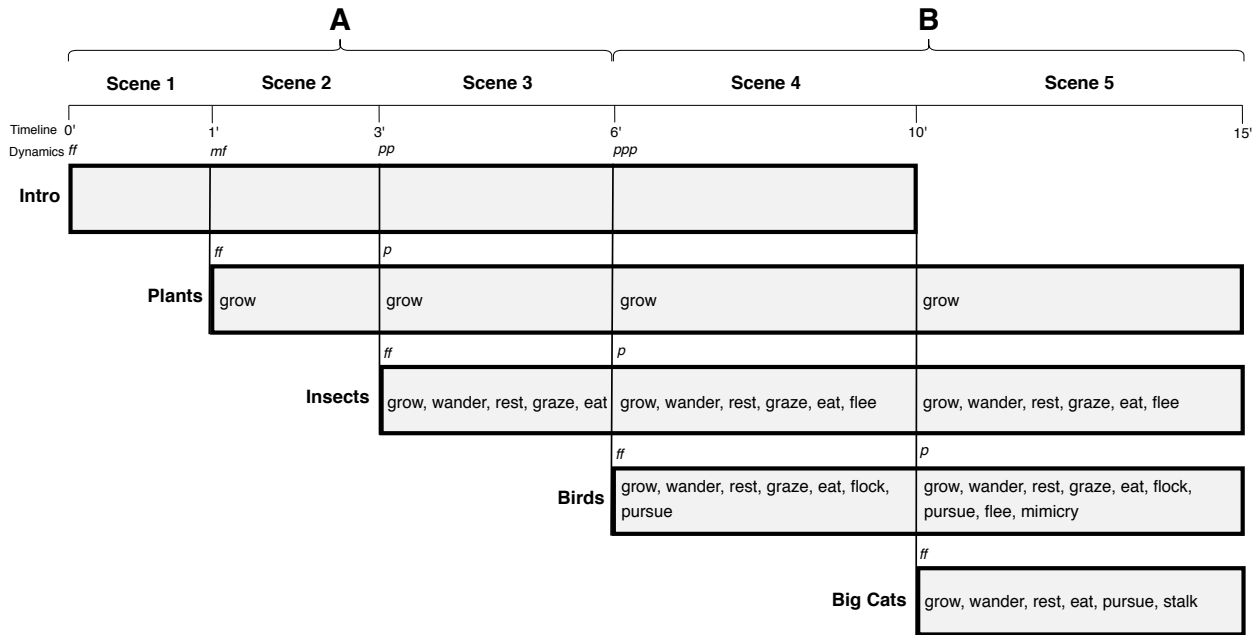 A B
Scene 1 Scene 2 Scene 3 Scene 4 Scene 5
Timeline 0' 1' 3' 6' 10' 15'
Dynamics ff mf pp ppp
Intro
ff p
Plants grow grow grow grow
ff p
Insects grow, wander, rest, graze, eat grow, wander, rest, graze, eat, flee grow, wander, rest, graze, eat, flee
ff p
grow, wander, rest, graze, eat, flock, grow, wander, rest, graze, eat, flock,
Birds
pursue pursue, flee, mimicry
ff
Big Cats grow, wander, rest, eat, pursue, stalk